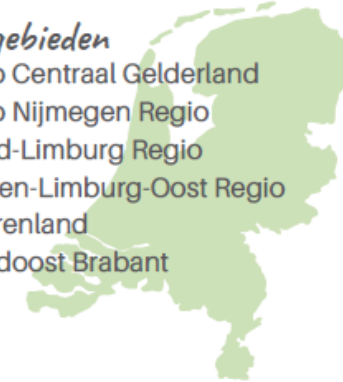 gebieden
o Centraal Gelderland
o Nijmegen Regio
d-Limburg Regio
en-Limburg-Oost Regio
renland
doost Brabant